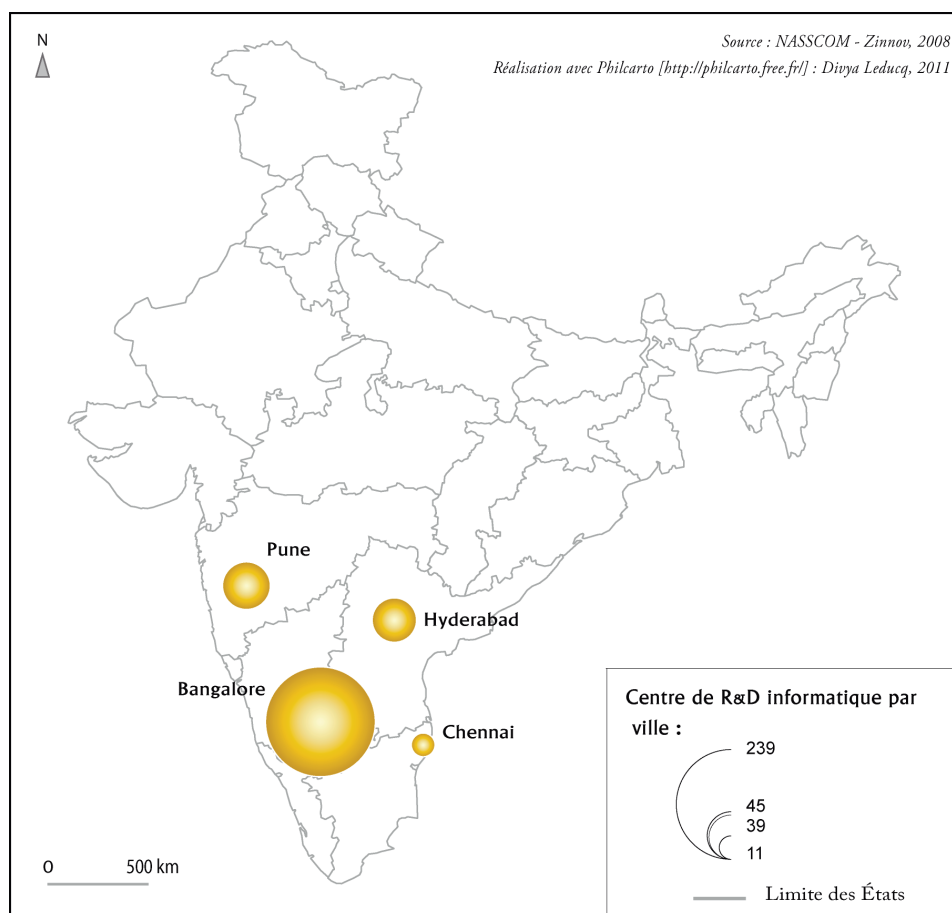 N
Source : NASSCOM - Zinnov, 2008
Réalisation avec Philcarto [http://philcarto.free.fr/] : Divya Leducq, 2011
Pune
Hyderabad
Bangalore
Chennai
Centre de R&D informatique par
ville :
239
45
39
11
0 500 km
Limite des États